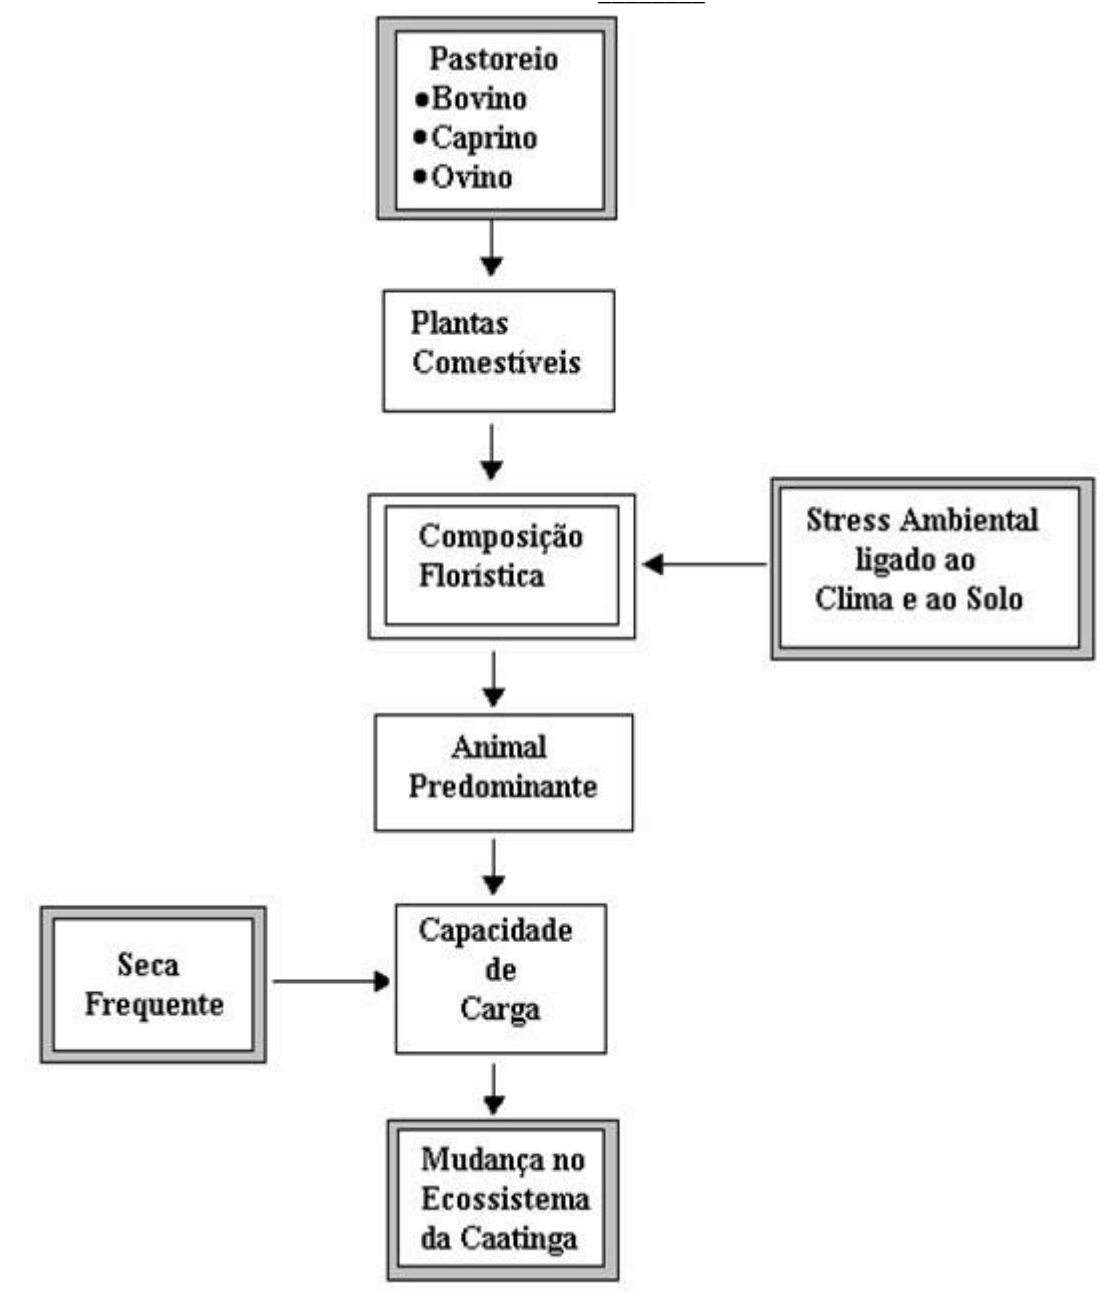 Pastoreio
●Bovino
●Caprino
●Ovino
Plantas
Comestíveis
Composição
Florística
Stress Ambiental
ligado ao
Clima e ao Solo
Animal
Predominante
Seca
Frequente
Capacidade
de
Carga
Mudança no
Ecossistema
da Caatinga